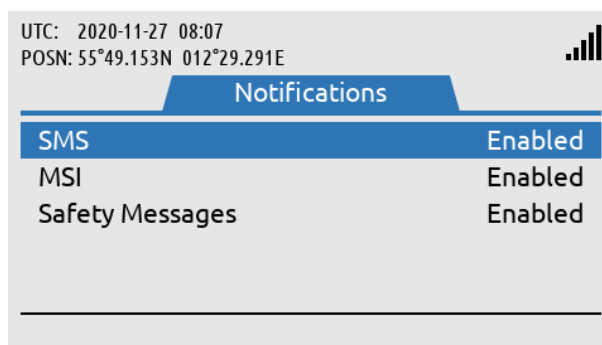 UTC: 2020-11-27 08:07
POSN: 55°49.153N 012°29.291E
Notifications
SMS Enabled
MSI Enabled
Safety Messages Enabled